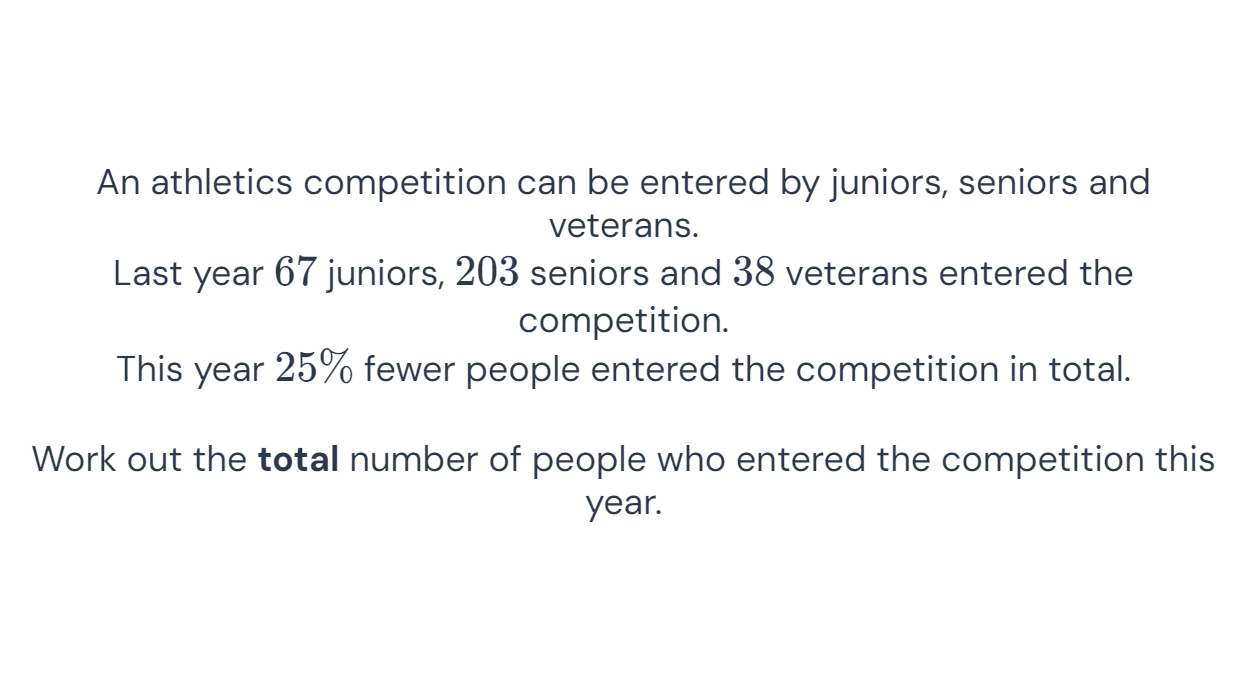 An athletics competition can be entered by juniors, seniors and
veterans.
Last year 67 juniors, 203 seniors and 38 veterans entered the
competition.
This year 25% fewer people entered the competition in total.
Work out the total number of people who entered the competition this
year.